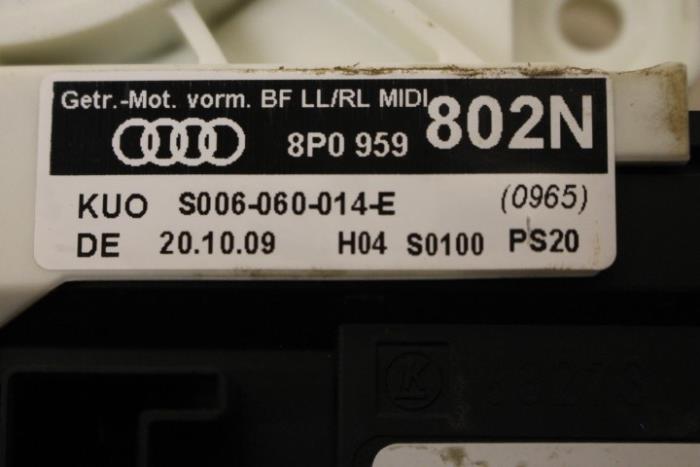 Getr.-Mot. vorm. BF LL/RL MIDI
8P0 959 802N
KUO S006-060-014-E (0965)
DE 20.10.09 H04 S0100 PS20
K